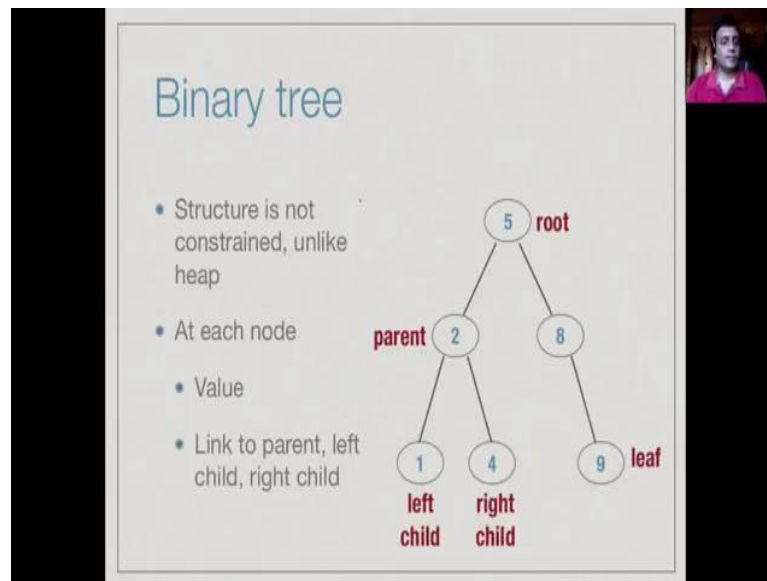 Binary tree
• Structure is not
constrained, unlike
heap
• At each node
• Value
• Link to parent, left
child, right child
5 root
parent 2
8
1
4
9 leaf
left
child
right
child